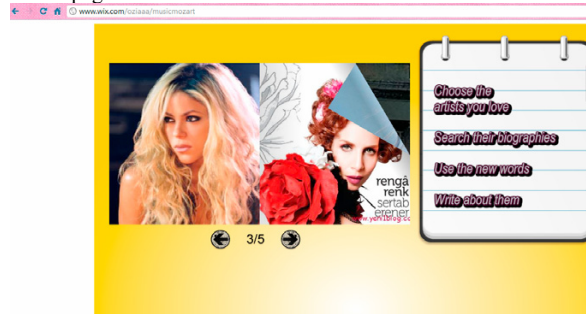 www.wix.com/oziaaa/musicmozart
Choose the
artists you love
Search their biographies
Use the new words
Write about them
rengâ
renk
sertab
erener
3/5